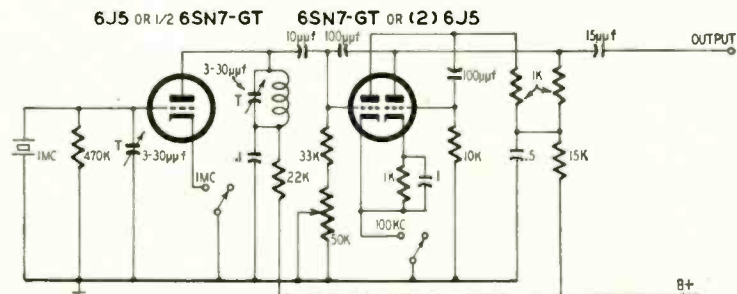 6J5 OR 1/2 6SN7-GT
6SN7-GT OR (2) 6J5
10μμf
100μμf
15μμf
OUTPUT
3-30μμf
T
100μμf
1K
1MC
470K
T
3-30μμf
1MC
.1
22K
33K
50K
1K
.1
100KC
10K
.5
15K
B+